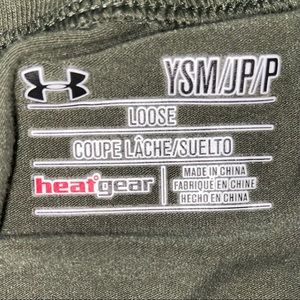 YSM/JP/P
LOOSE
COUPE LÂCHE/SUELTO
heatgear
MADE IN CHINA
FABRIQUÉ EN CHINE
HECHO EN CHINA